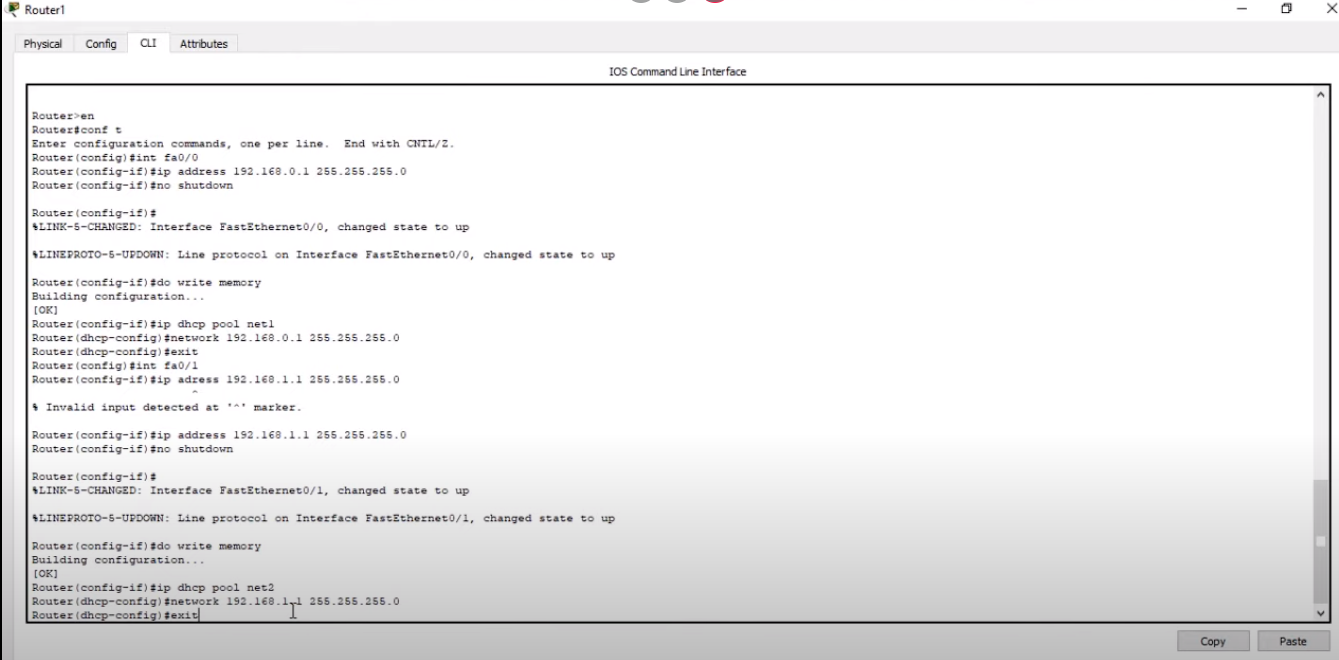 Router1
Physical Config CLI Attributes
IOS Command Line Interface
Router>en
Router#conf t
Enter configuration commands, one per line.  End with CNTL/Z.
Router(config)#int fa0/0
Router(config-if)#ip address 192.168.0.1 255.255.255.0
Router(config-if)#no shutdown
Router(config-if)#
%LINK-5-CHANGED: Interface FastEthernet0/0, changed state to up
%LINEPROTO-5-UPDOWN: Line protocol on Interface FastEthernet0/0, changed state to up
Router(config-if)#do write memory
Building configuration...
[OK]
Router(config-if)#ip dhcp pool net1
Router(dhcp-config)#network 192.168.0.1 255.255.255.0
Router(dhcp-config)#exit
Router(config)#int fa0/1
Router(config-if)#ip adress 192.168.1.1 255.255.255.0
^
% Invalid input detected at '^' marker.
Router(config-if)#ip address 192.168.1.1 255.255.255.0
Router(config-if)#no shutdown
Router(config-if)#
%LINK-5-CHANGED: Interface FastEthernet0/1, changed state to up
%LINEPROTO-5-UPDOWN: Line protocol on Interface FastEthernet0/1, changed state to up
Router(config-if)#do write memory
Building configuration...
[OK]
Router(config-if)#ip dhcp pool net2
Router(dhcp-config)#network 192.168.1.1 255.255.255.0
Router(dhcp-config)#exit
Copy Paste